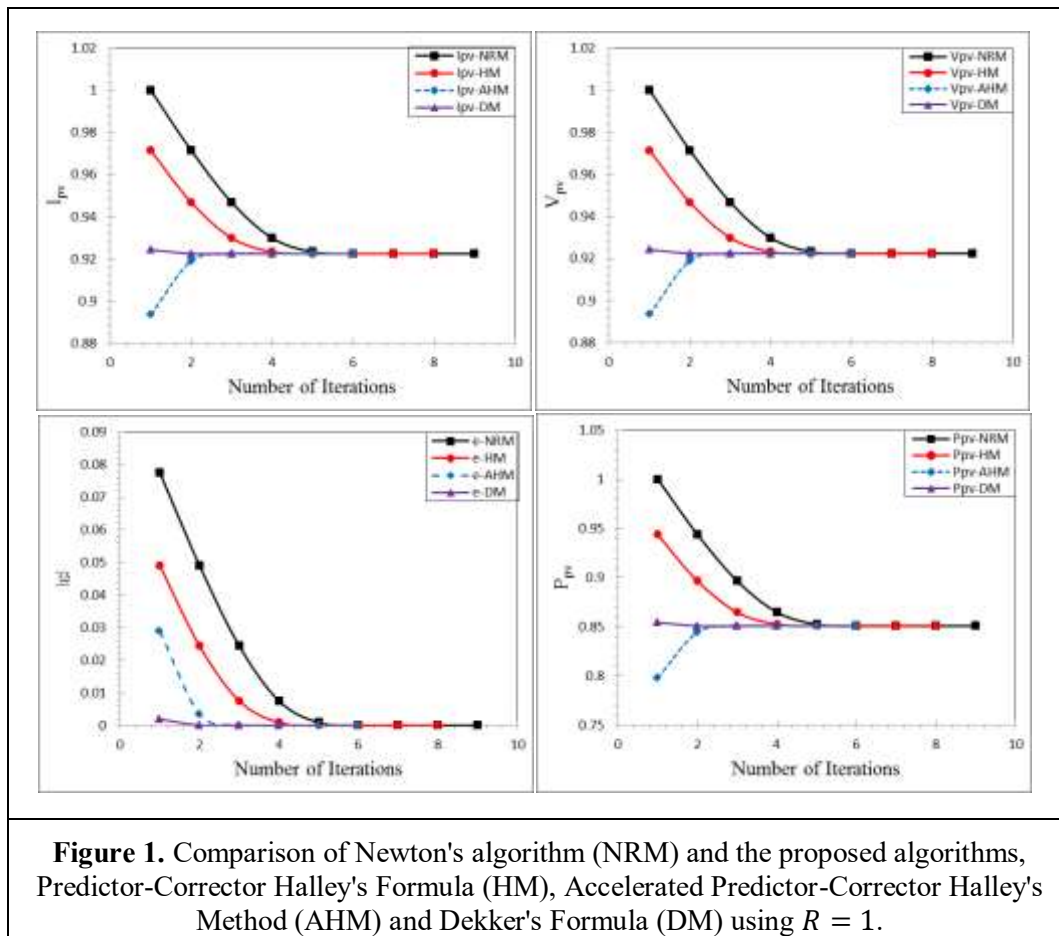 1.02
1
0.98
0.96
0.94
0.92
0.9
0.88
0 2 4 6 8 10
Ipv
Number of Iterations
Ipv-NRM
Ipv-HM
Ipv-AHM
Ipv-DM
1.02
1
0.98
0.96
0.94
0.92
0.9
0.88
0 2 4 6 8 10
Vpv
Number of Iterations
Vpv-NRM
Vpv-HM
Vpv-AHM
Vpv-DM
0.09
0.08
0.07
0.06
0.05
0.04
0.03
0.02
0.01
0
0 2 4 6 8 10
|ε|
Number of Iterations
e-NRM
e-HM
e-AHM
e-DM
1.05
1
0.95
0.9
0.85
0.8
0.75
0 2 4 6 8 10
Ppv
Number of Iterations
Ppv-NRM
Ppv-HM
Ppv-AHM
Ppv-DM
Figure 1. Comparison of Newton's algorithm (NRM) and the proposed algorithms,
Predictor-Corrector Halley's Formula (HM), Accelerated Predictor-Corrector Halley's
Method (AHM) and Dekker's Formula (DM) using R = 1.